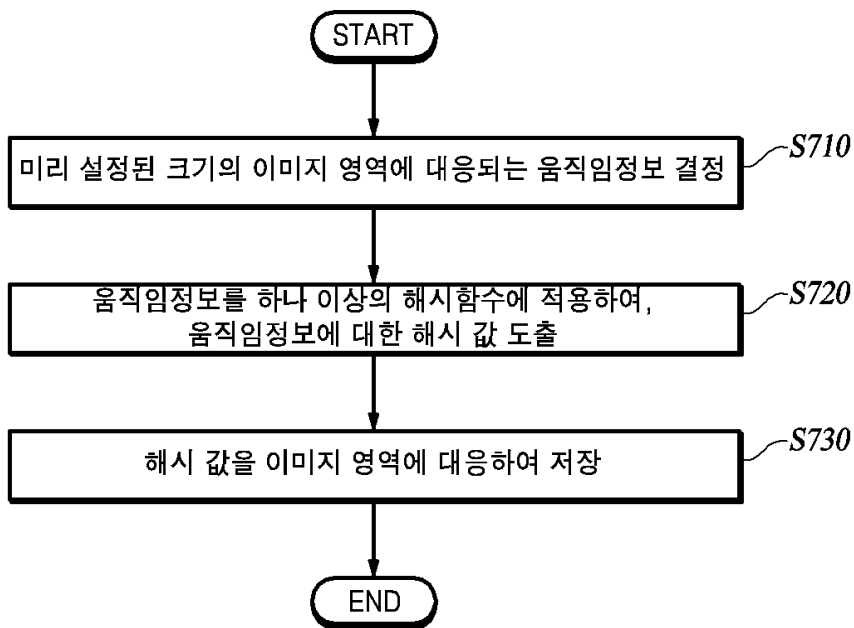 START
미리 설정된 크기의 이미지 영역에 대응되는 움직임정보 결정
S710
움직임정보를 하나 이상의 해시함수에 적용하여,
움직임정보에 대한 해시 값 도출
S720
해시 값을 이미지 영역에 대응하여 저장
S730
END